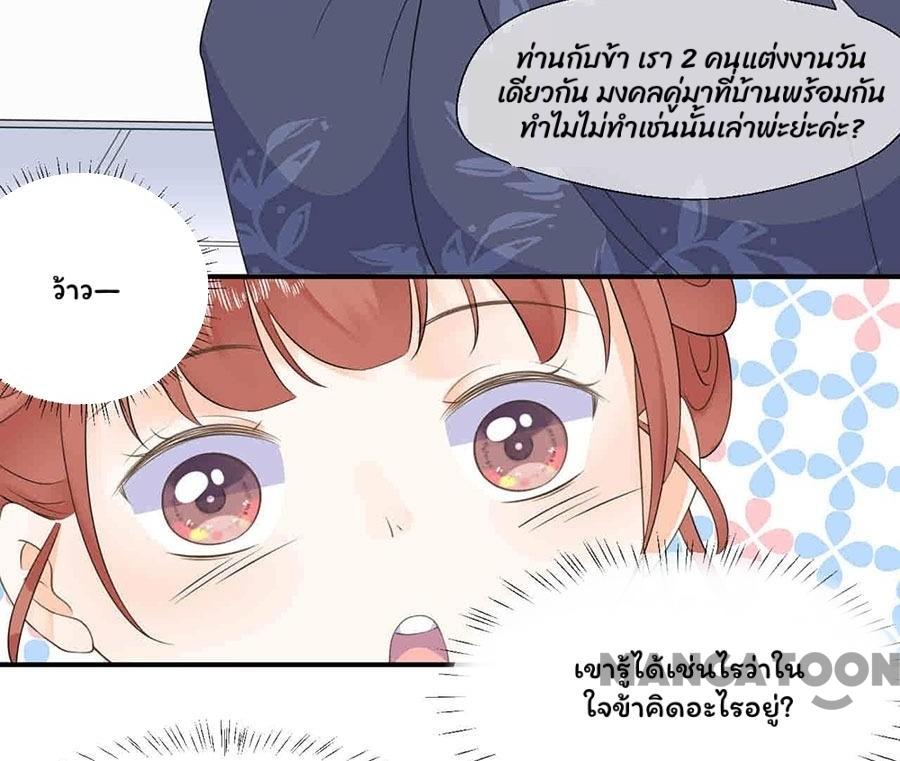 ท่านกับข้า เรา 2 คนแต่งงานวัน
เดียวกัน มงคลคู่มาที่บ้านพร้อมกัน
ทำไมไม่ทำเช่นนั้นเล่าพ่ะย่ะค่ะ?
ว้าว—
เขารู้ได้เช่นไรว่าใน
ใจข้าคิดอะไรอยู่?
MANGATOON